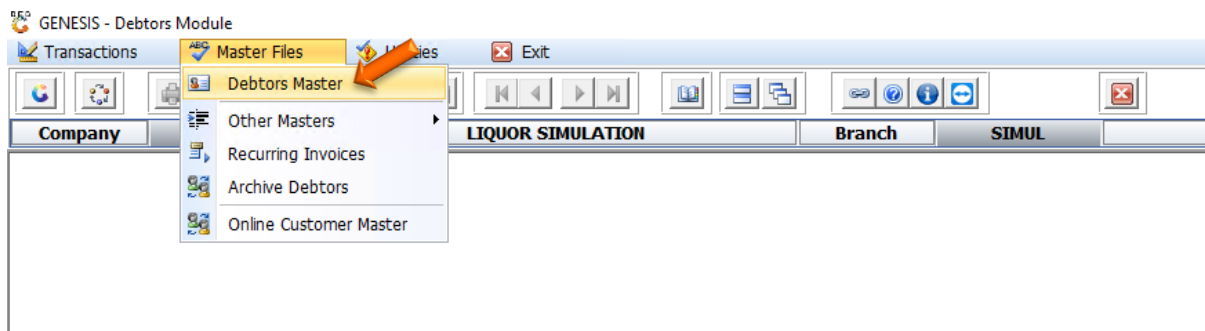 GENESIS - Debtors Module
Transactions Master Files Exit
Debtors Master
Company LIQUOR SIMULATION Branch SIMUL
Other Masters
Recurring Invoices
Archive Debtors
Online Customer Master